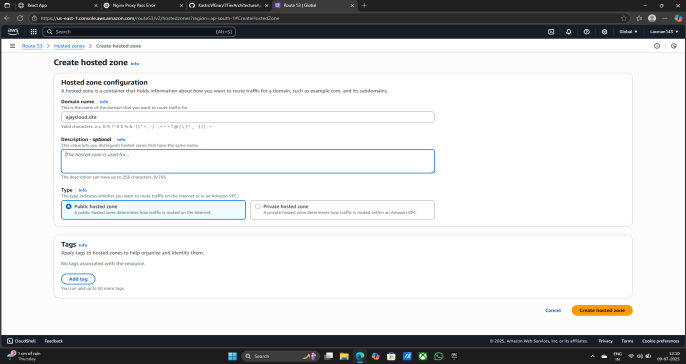 React App
Nginx Proxy Pass Error
KastroVKiran/3TierArchitecture
Route 53 | Global
https://us-east-1.console.aws.amazon.com/route53/v2/hostedzones?region=ap-south-1#CreateHostedZone
aws
Search
[Alt+S]
Global
Laxman143
Route 53
Hosted zones
Create hosted zone
Create hosted zone Info
Hosted zone configuration
A hosted zone is a container that holds information about how you want to route traffic for a domain, such as example.com, and its subdomains.
Domain name Info
This is the name of the domain that you want to route traffic for.
ajaycloud.site
Valid characters: a-z, 0-9,
Description - optional Info
This value lets you distinguish hosted zones that have the same name.
The hosted zone is used for...
The description can have up to 256 characters. 0/256
Type Info
The type indicates whether you want to route traffic on the internet or in an Amazon VPC.
Public hosted zone
A public hosted zone determines how traffic is routed on the internet.
Private hosted zone
A private hosted zone determines how traffic is routed within an Amazon VPC.
Tags Info
Apply tags to hosted zones to help organize and identify them.
No tags associated with the resource.
Add tag
You can add up to 50 more tags.
Cancel
Create hosted zone
CloudShell
Feedback
© 2025, Amazon Web Services, Inc. or its affiliates.
Privacy
Terms
Cookie preferences
1 cm of rain
Thursday
Search
ENG
IN
12:10
09-07-2025